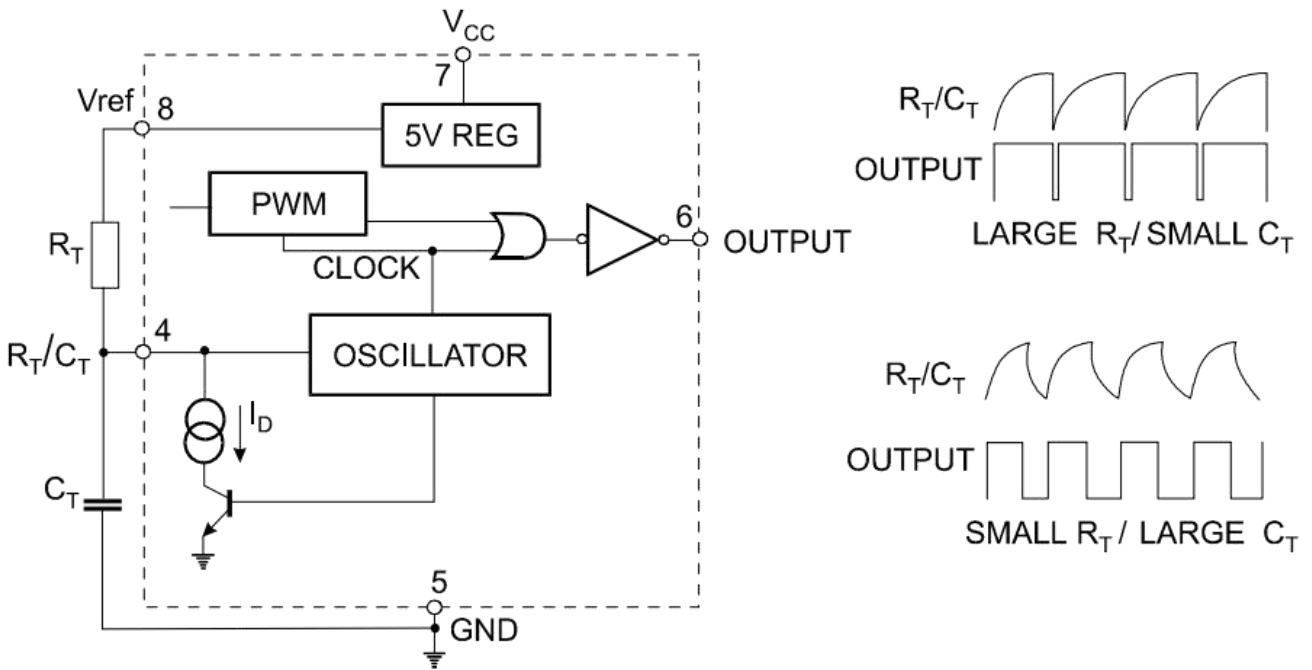 V_CC
7
Vref
8
5V REG
PWM
R_T
CLOCK
6
OUTPUT
4
R_T/C_T
OSCILLATOR
I_D
C_T
5
GND
R_T/C_T
OUTPUT
LARGE R_T/ SMALL C_T
R_T/C_T
OUTPUT
SMALL R_T / LARGE C_T